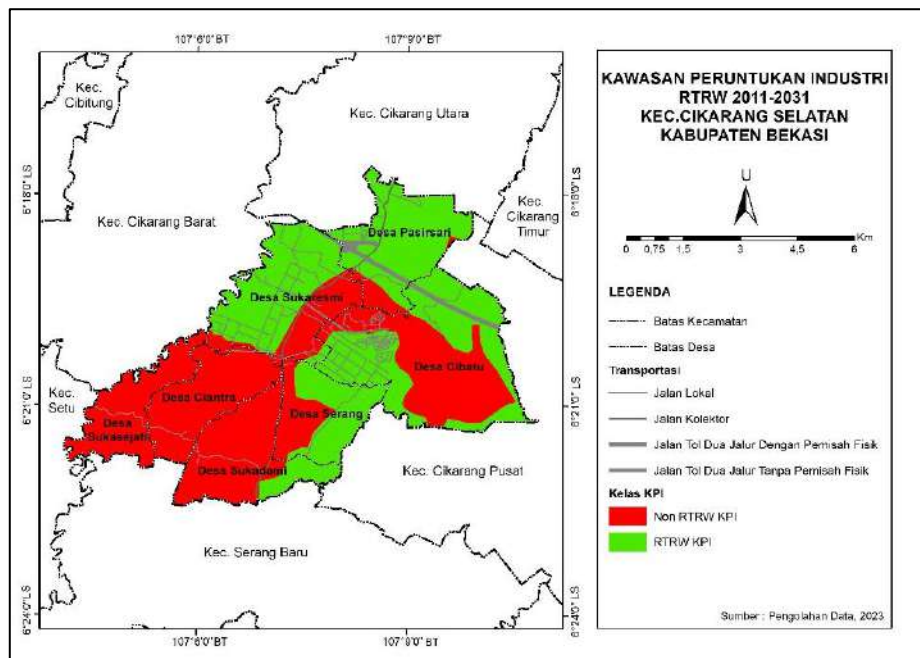 107°6'0"BT
107°9'0"BT
Kec.
Cibitung
Kec. Cikarang Utara
6°18'0"LS
6°18'0"LS
Kec.
Cikarang
Timur
Kec. Cikarang Barat
Desa Pasirsari
Desa Sukaresmi
Desa Cibatu
Kec.
Setu
6°21'0"LS
6°21'0"LS
Desa Ciantra
Desa Serang
Desa
Sukasejati
Desa Sukadami
Kec. Cikarang Pusat
Kec. Serang Baru
6°24'0"LS
6°24'0"LS
107°6'0"BT
107°9'0"BT
KAWASAN PERUNTUKAN INDUSTRI
RTRW 2011-2031
KEC.CIKARANG SELATAN
KABUPATEN BEKASI
U
Km
0 0,75 1,5 3 4,5 6
LEGENDA
Batas Kecamatan
Batas Desa
Transportasi
Jalan Lokal
Jalan Kolektor
Jalan Tol Dua Jalur Dengan Pemisah Fisik
Jalan Tol Dua Jalur Tanpa Pemisah Fisik
Kelas KPI
Non RTRW KPI
RTRW KPI
Sumber : Pengolahan Data, 2023